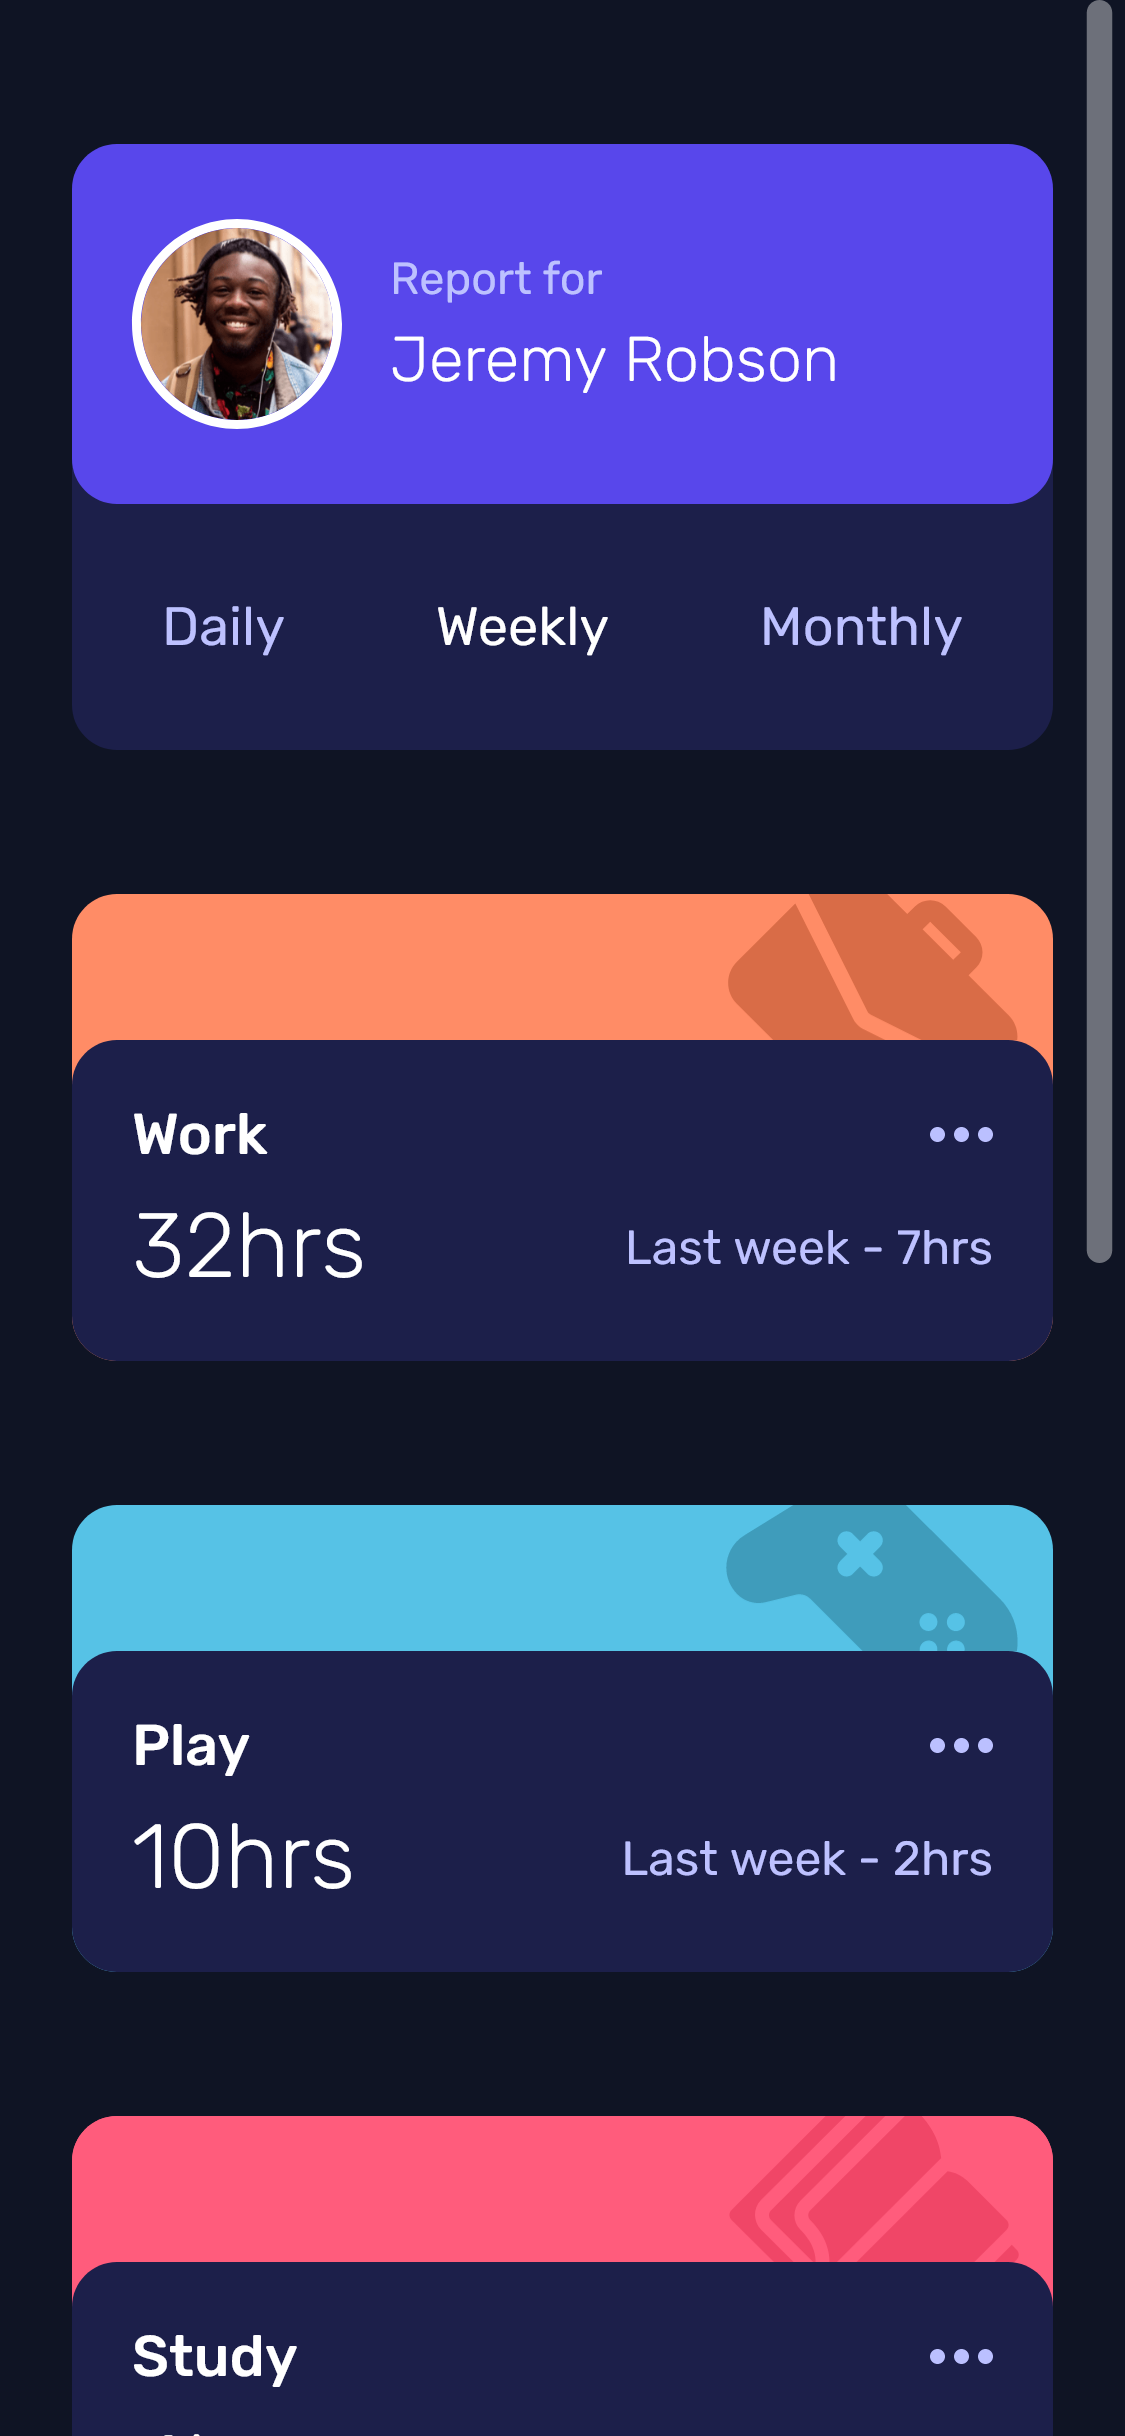 Report for
Jeremy Robson
Daily Weekly Monthly
Work
32hrs Last week - 7hrs
Play
10hrs Last week - 2hrs
Study